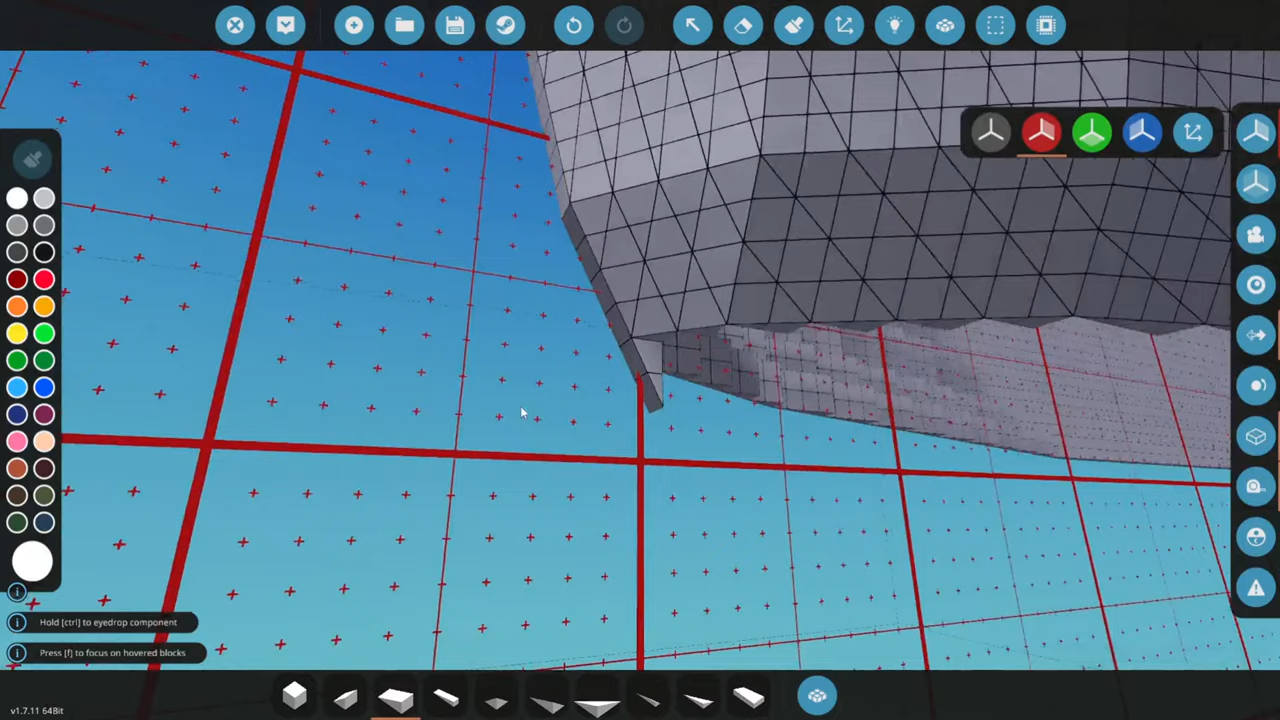 Hold [ctrl] to eyedrop component
Press [f] to focus on hovered blocks
v1.7.11 64Bit